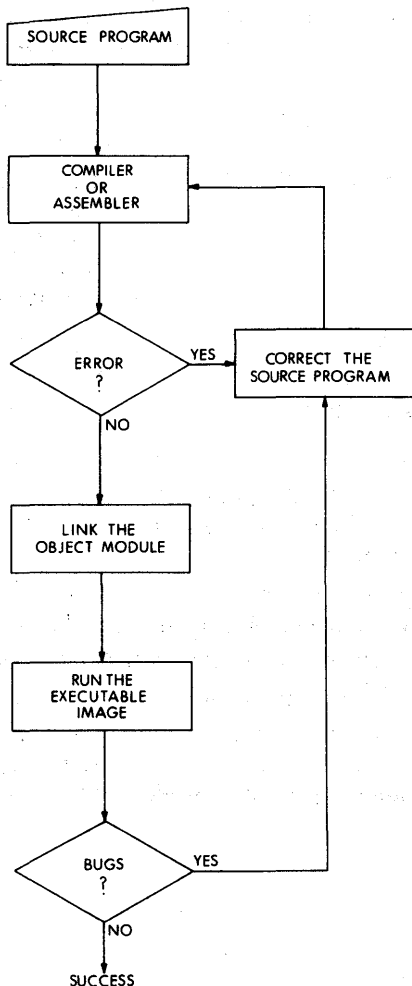 SOURCE PROGRAM
COMPILER
OR
ASSEMBLER
ERROR
?
YES
CORRECT THE
SOURCE PROGRAM
NO
LINK THE
OBJECT MODULE
RUN THE
EXECUTABLE
IMAGE
BUGS
?
YES
NO
SUCCESS